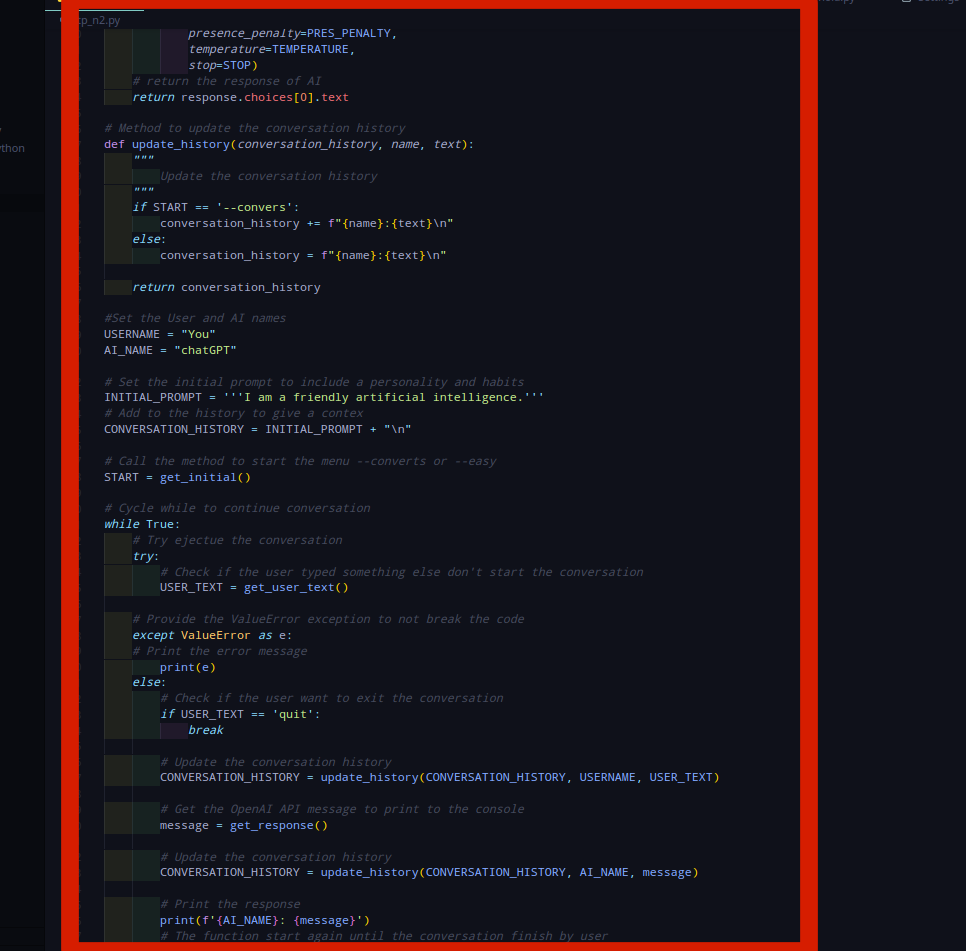 p_n2.py
presence_penalty=PRES_PENALTY,
temperature=TEMPERATURE,
stop=STOP)
# return the response of AI
return response.choices[0].text
# Method to update the conversation history
def update_history(conversation_history, name, text):
"""
Update the conversation history
"""
if START == '--convers':
conversation_history += f"{name}:{text}\n"
else:
conversation_history = f"{name}:{text}\n"
return conversation_history
#Set the User and AI names
USERNAME = "You"
AI_NAME = "chatGPT"
# Set the initial prompt to include a personality and habits
INITIAL_PROMPT = '''I am a friendly artificial intelligence.'''
# Add to the history to give a contex
CONVERSATION_HISTORY = INITIAL_PROMPT + "\n"
# Call the method to start the menu --converts or --easy
START = get_initial()
# Cycle while to continue conversation
while True:
# Try ejectue the conversation
try:
# Check if the user typed something else don't start the conversation
USER_TEXT = get_user_text()
# Provide the ValueError exception to not break the code
except ValueError as e:
# Print the error message
print(e)
else:
# Check if the user want to exit the conversation
if USER_TEXT == 'quit':
break
# Update the conversation history
CONVERSATION_HISTORY = update_history(CONVERSATION_HISTORY, USERNAME, USER_TEXT)
# Get the OpenAI API message to print to the console
message = get_response()
# Update the conversation history
CONVERSATION_HISTORY = update_history(CONVERSATION_HISTORY, AI_NAME, message)
# Print the response
print(f'{AI_NAME}: {message}')
# The function start again until the conversation finish by user